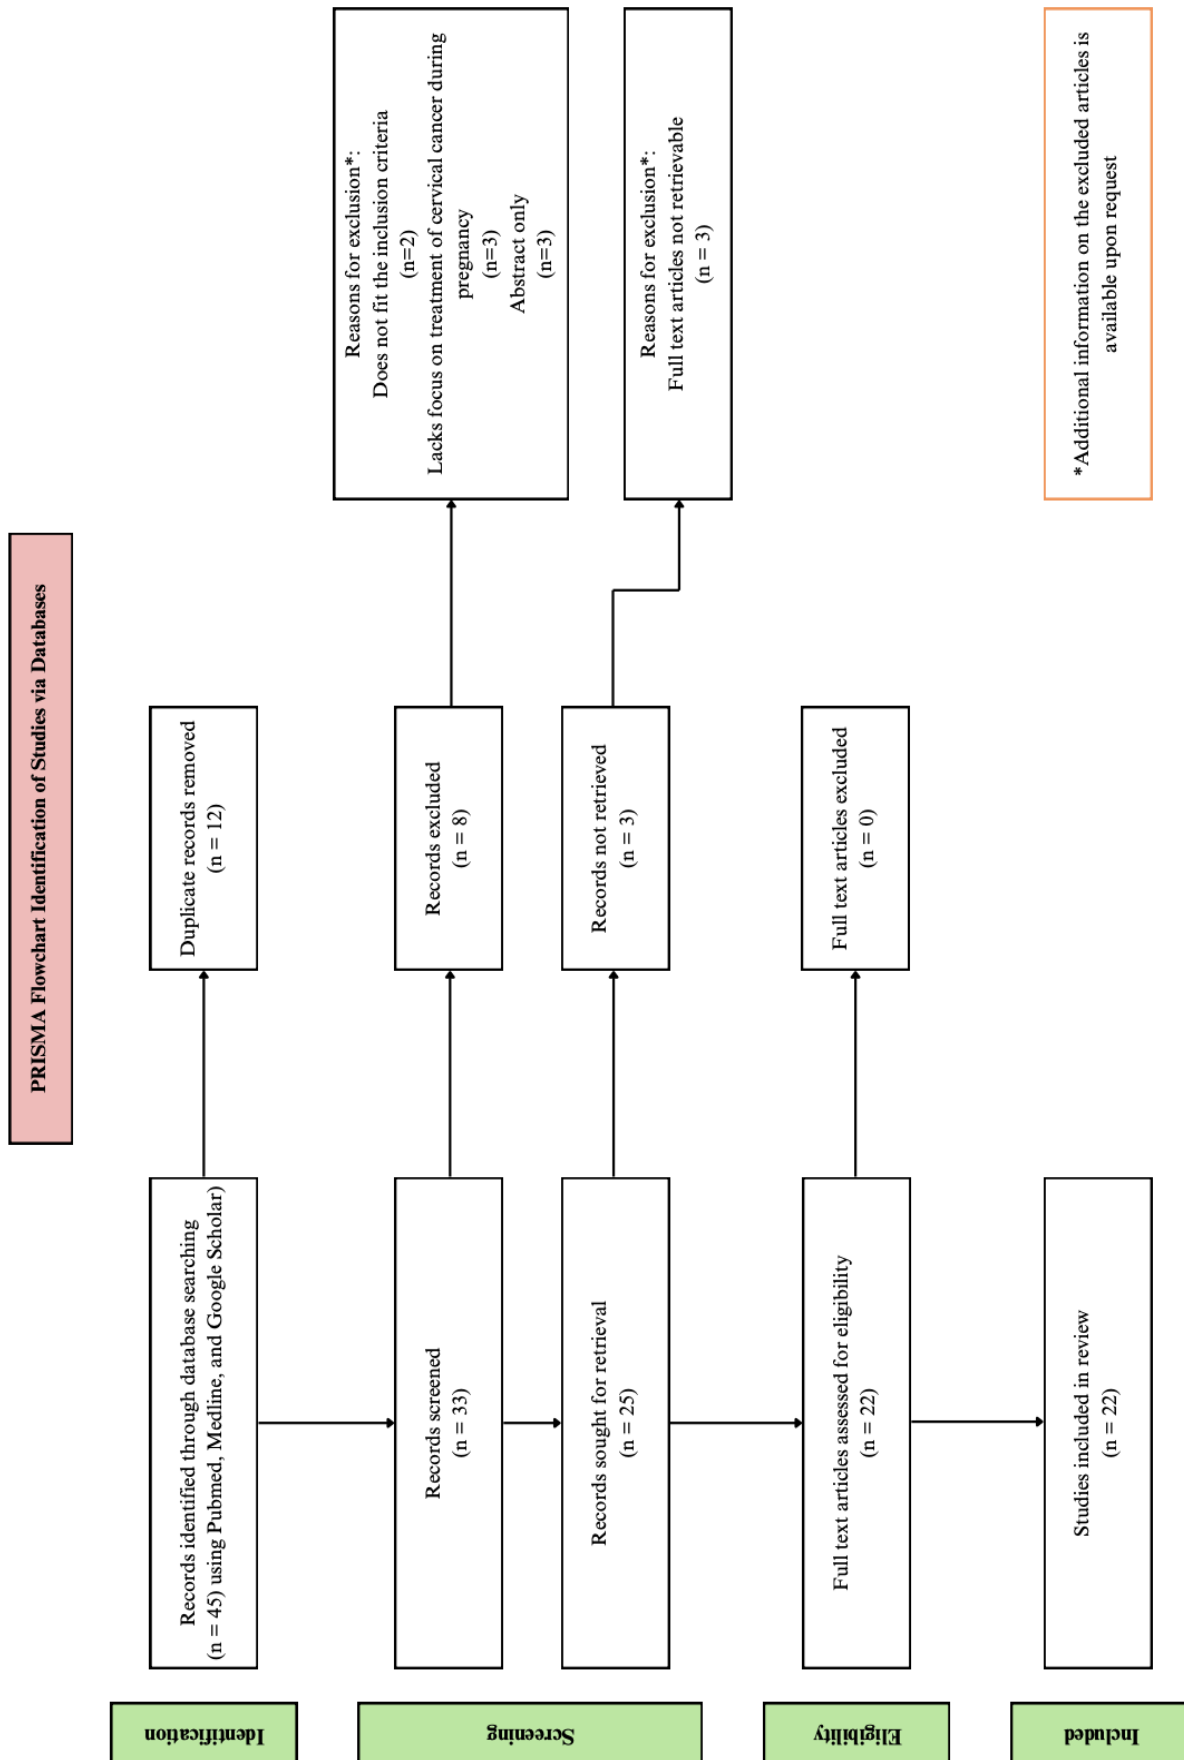 PRISMA Flowchart Identification of Studies via Databases
Identification
Records identified through database searching
(n = 45) using Pubmed, Medline, and Google Scholar)
Duplicate records removed
(n = 12)
Screening
Records screened
(n = 33)
Records excluded
(n = 8)
Reasons for exclusion*:
Does not fit the inclusion criteria
(n=2)
Lacks focus on treatment of cervical cancer during
pregnancy
(n=3)
Abstract only
(n=3)
Records sought for retrieval
(n = 25)
Records not retrieved
(n = 3)
Reasons for exclusion*:
Full text articles not retrievable
(n = 3)
Eligibility
Full text articles assessed for eligibility
(n = 22)
Full text articles excluded
(n = 0)
Included
Studies included in review
(n = 22)
*Additional information on the excluded articles is
available upon request